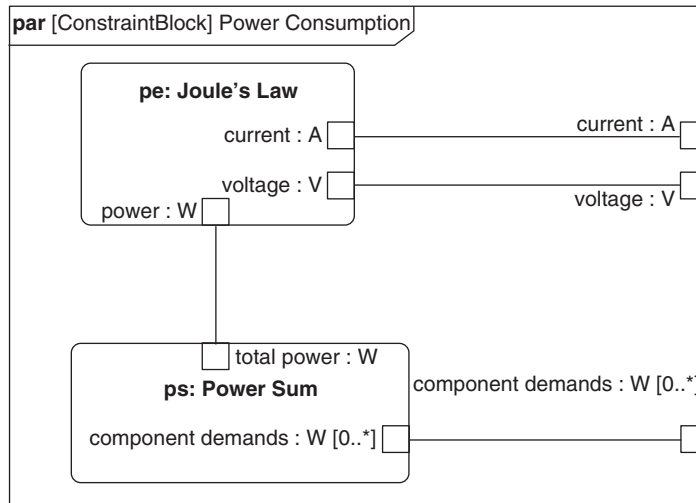 par [ConstraintBlock] Power Consumption
pe: Joule’s Law
current : A
current : A
voltage : V
voltage : V
power : W
total power : W
ps: Power Sum
component demands : W [0..*]
component demands : W [0..*]